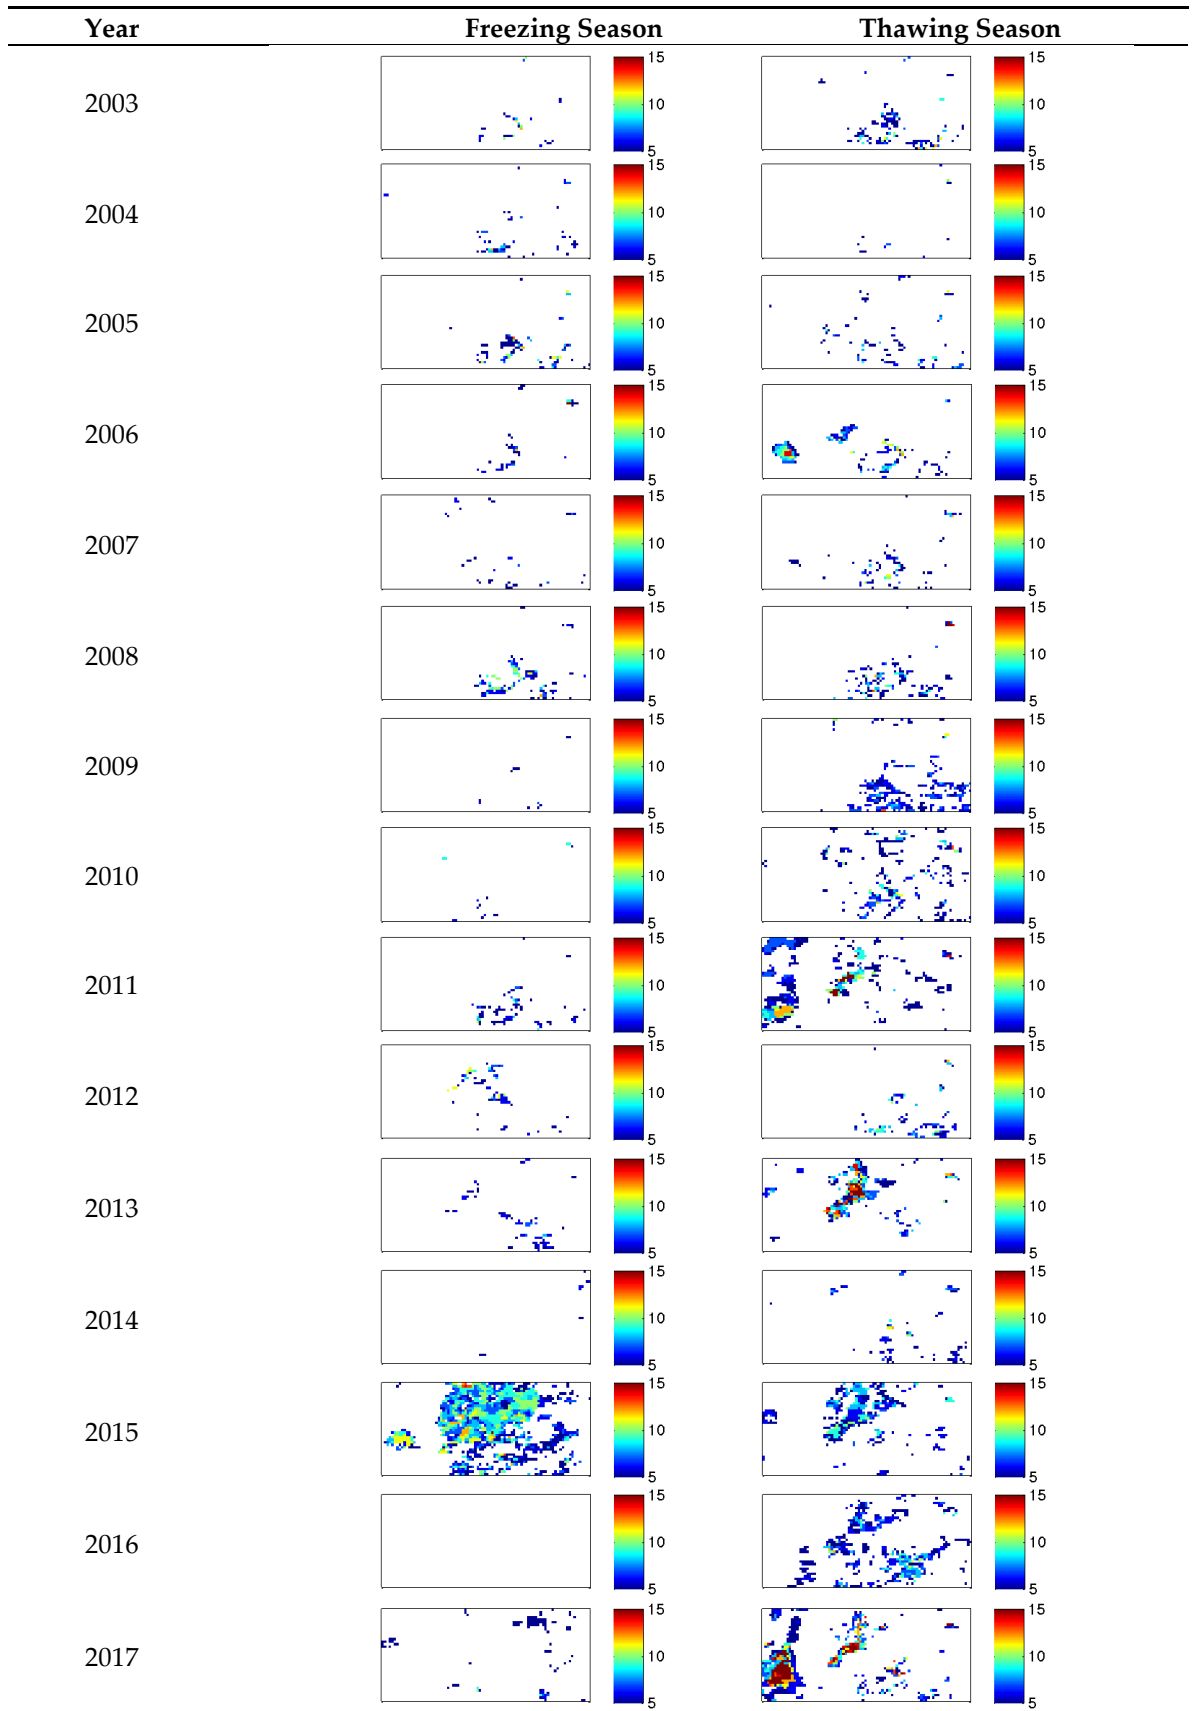 Year Freezing Season Thawing Season
2003 15 10 5 15 10 5
2004 15 10 5 15 10 5
2005 15 10 5 15 10 5
2006 15 10 5 15 10 5
2007 15 10 5 15 10 5
2008 15 10 5 15 10 5
2009 15 10 5 15 10 5
2010 15 10 5 15 10 5
2011 15 10 5 15 10 5
2012 15 10 5 15 10 5
2013 15 10 5 15 10 5
2014 15 10 5 15 10 5
2015 15 10 5 15 10 5
2016 15 10 5 15 10 5
2017 15 10 5 15 10 5